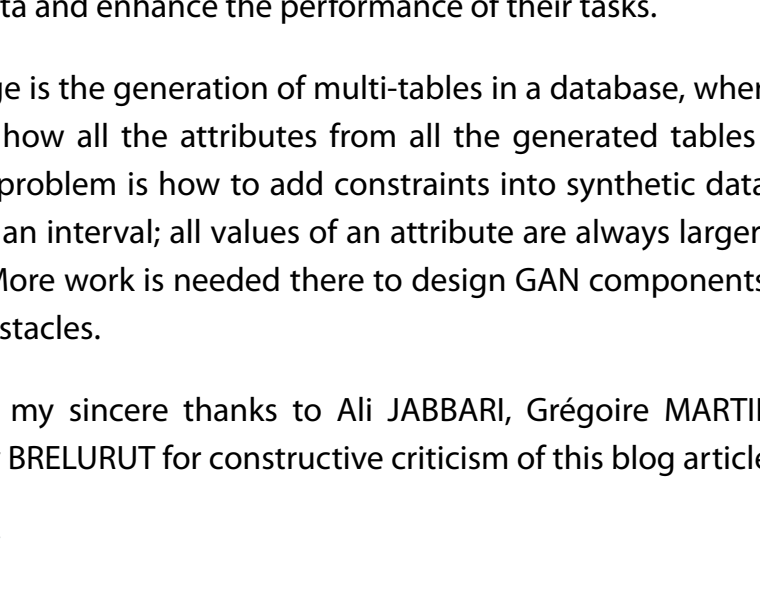 ta and enhance the performance of their tasks.
ge is the generation of multi-tables in a database, wher
how all the attributes from all the generated tables
problem is how to add constraints into synthetic data
an interval; all values of an attribute are always larger
More work is needed there to design GAN components
stacles.
my sincere thanks to Ali JABBARI, Grégoire MARTI
BRELURUT for constructive criticism of this blog article